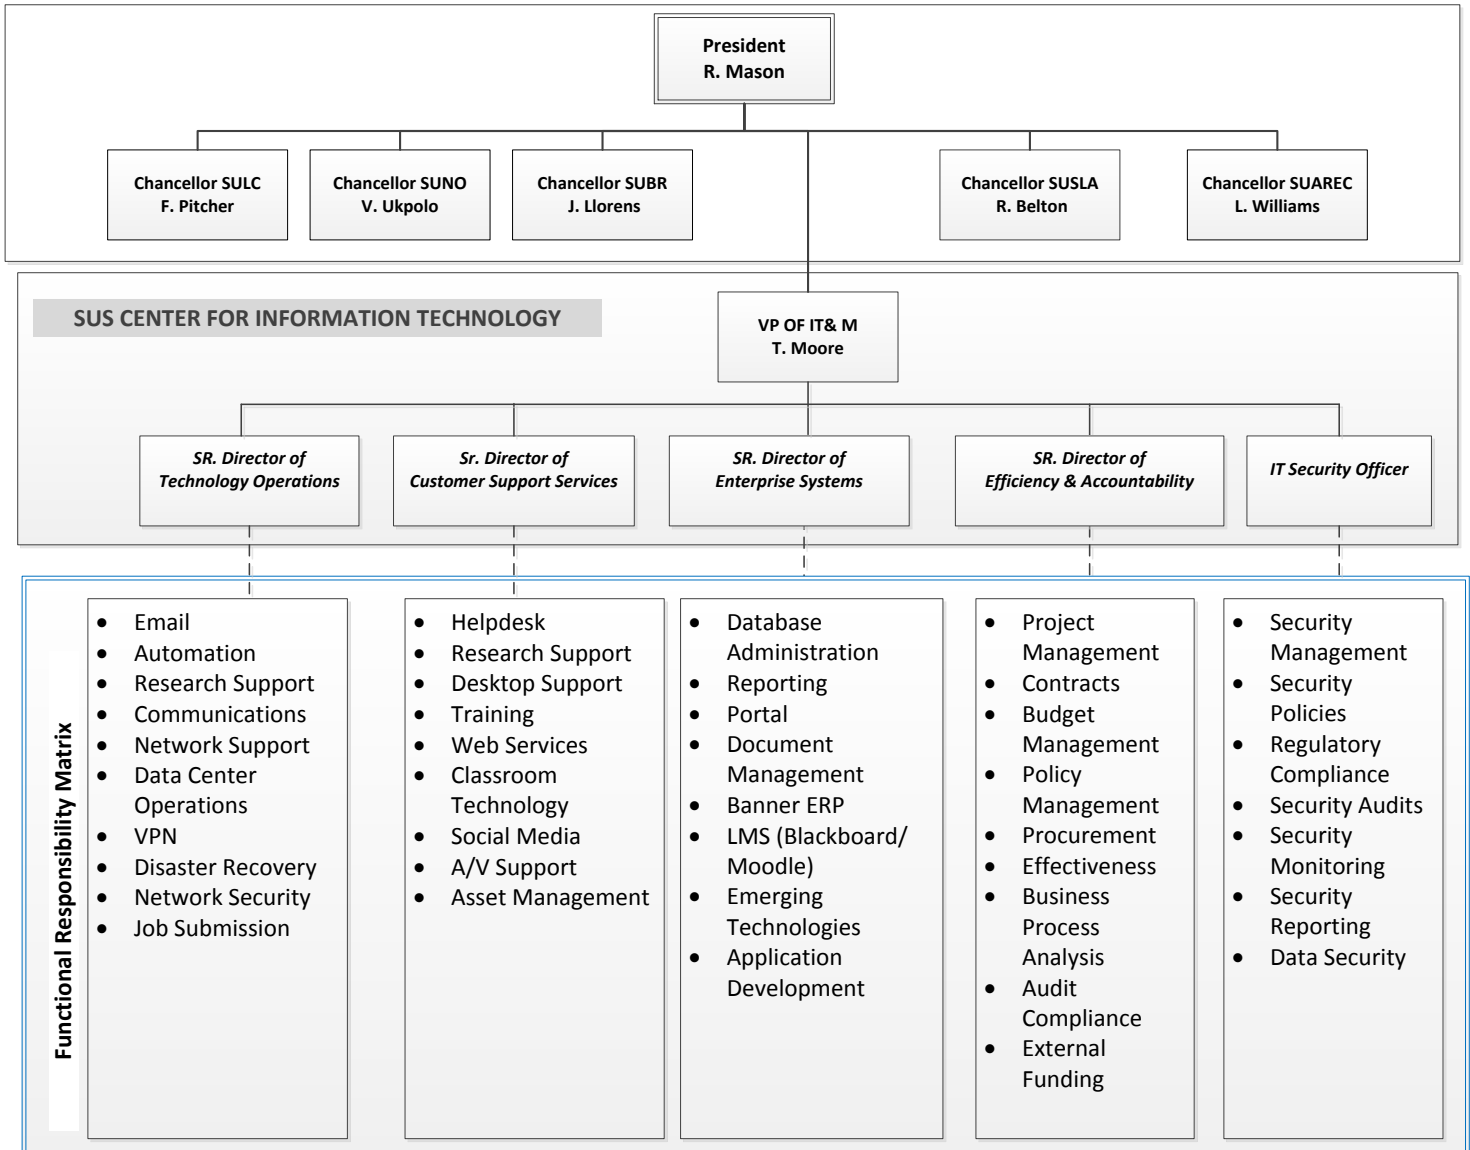 President
R. Mason
Chancellor SULC
F. Pitcher
Chancellor SUNO
V. Ukpolo
Chancellor SUBR
J. Llorens
Chancellor SUSLA
R. Belton
Chancellor SUAREC
L. Williams
SUS CENTER FOR INFORMATION TECHNOLOGY
VP OF IT& M
T. Moore
SR. Director of
Technology Operations
Sr. Director of
Customer Support Services
SR. Director of
Enterprise Systems
SR. Director of
Efficiency & Accountability
IT Security Officer
Functional Responsibility Matrix
• Email
• Automation
• Research Support
• Communications
• Network Support
• Data Center
Operations
• VPN
• Disaster Recovery
• Network Security
• Job Submission
• Helpdesk
• Research Support
• Desktop Support
• Training
• Web Services
• Classroom
Technology
• Social Media
• A/V Support
• Asset Management
• Database
Administration
• Reporting
• Portal
• Document
Management
• Banner ERP
• LMS (Blackboard/
Moodle)
• Emerging
Technologies
• Application
Development
• Project
Management
• Contracts
• Budget
Management
• Policy
Management
• Procurement
• Effectiveness
• Business
Process
Analysis
• Audit
Compliance
• External
Funding
• Security
Management
• Security
Policies
• Regulatory
Compliance
• Security Audits
• Security
Monitoring
• Security
Reporting
• Data Security